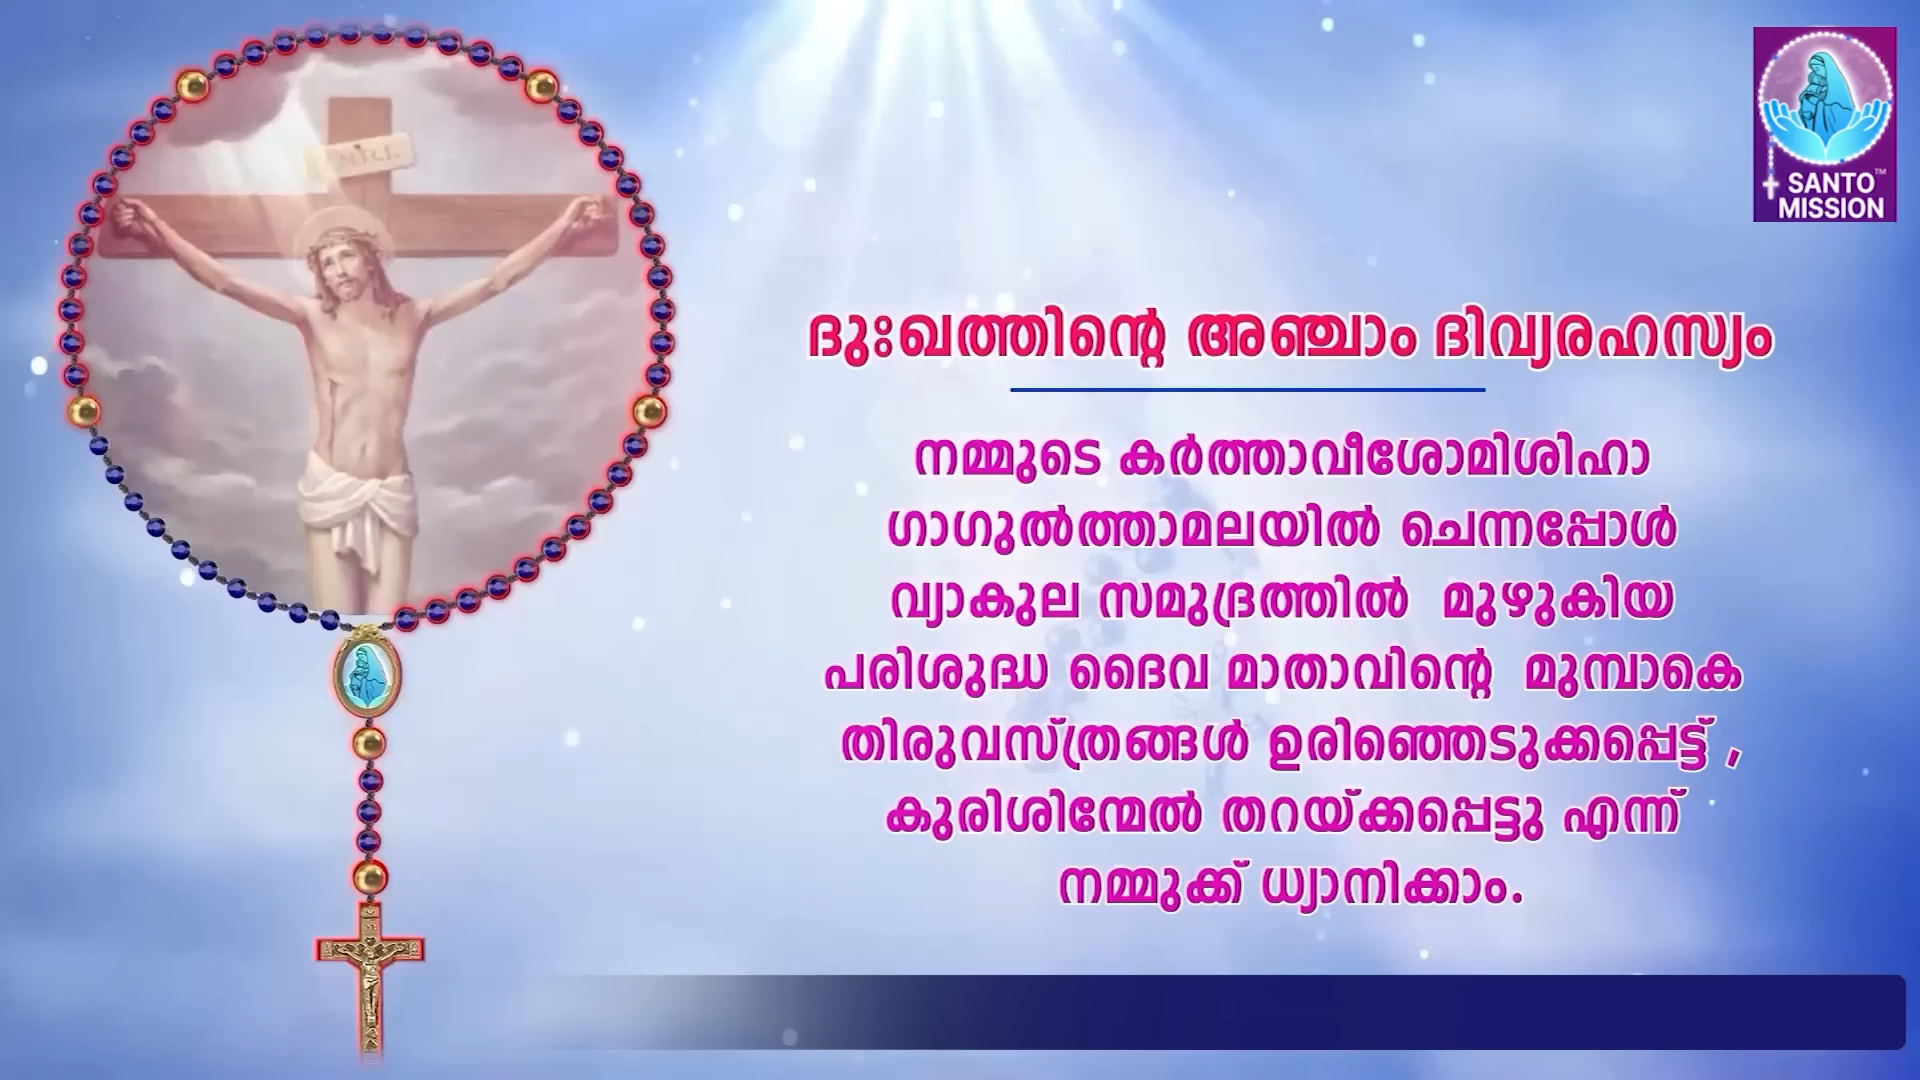 N.R.I.
SANTO™
MISSION
ദുഃഖത്തിന്റെ അഞ്ചാം ദിവ്യരഹസ്യം
നമ്മുടെ കർത്താവീശോമിശിഹാ
ഗാഗുൽത്താമലയിൽ ചെന്നപ്പോൾ
വ്യാകുല സമുദ്രത്തിൽ മുഴുകിയ
പരിശുദ്ധ ദൈവ മാതാവിന്റെ മുമ്പാകെ
തിരുവസ്ത്രങ്ങൾ ഉരിഞ്ഞെടുക്കപ്പെട്ട് ,
കുരിശിന്മേൽ തറയ്ക്കപ്പെട്ടു എന്ന്
നമ്മുക്ക് ധ്യാനിക്കാം.